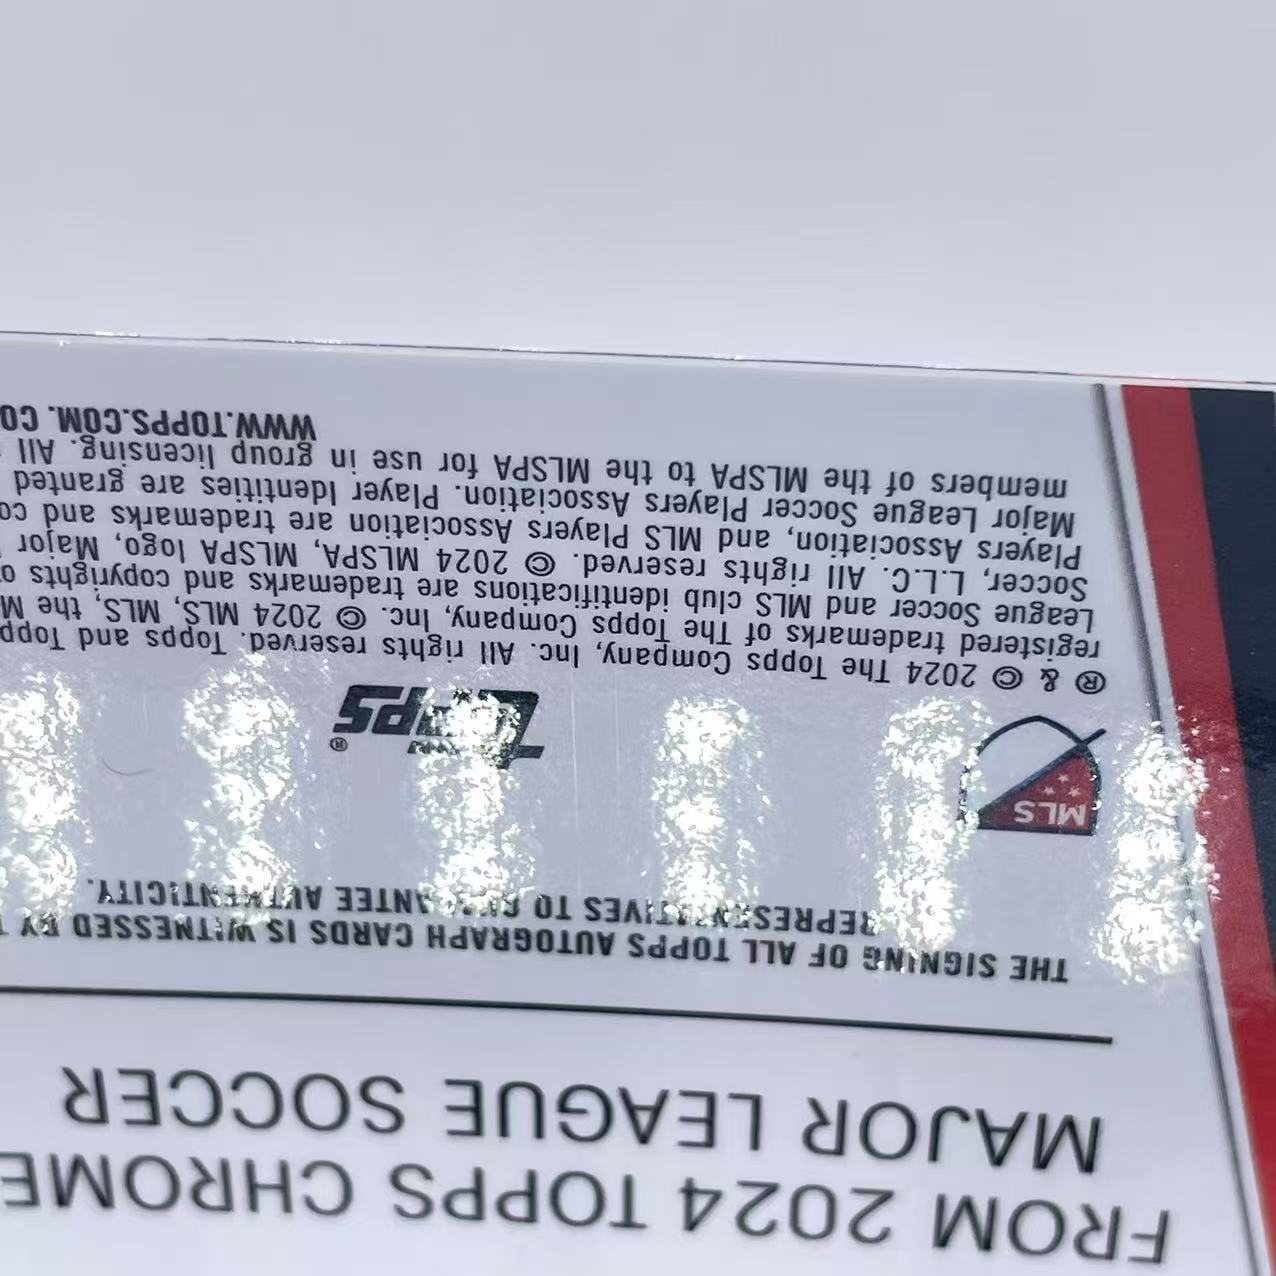 FROM 2024 TOPPS CHROME
MAJOR LEAGUE SOCCER
THE SIGNING OF ALL TOPPS AUTOGRAPH CARDS IS WITNESSED BY
REPRESENTATIVES TO GUARANTEE AUTHENTICITY.
MLS
Topps®
® & © 2024 The Topps Company, Inc. All rights reserved. Topps and
registered trademarks of The Topps Company, Inc. © 2024 MLS, MLS, the
League Soccer and MLS club identifications are trademarks and copyrights
Soccer, L.L.C. All rights reserved. © 2024 MLSPA, MLSPA logo, Major
Players Association, and MLS Players Association are trademarks and
Major League Soccer Players Association. Player Identities are granted
members of the MLSPA to the MLSPA for use in group licensing. All
WWW.TOPPS.COM.